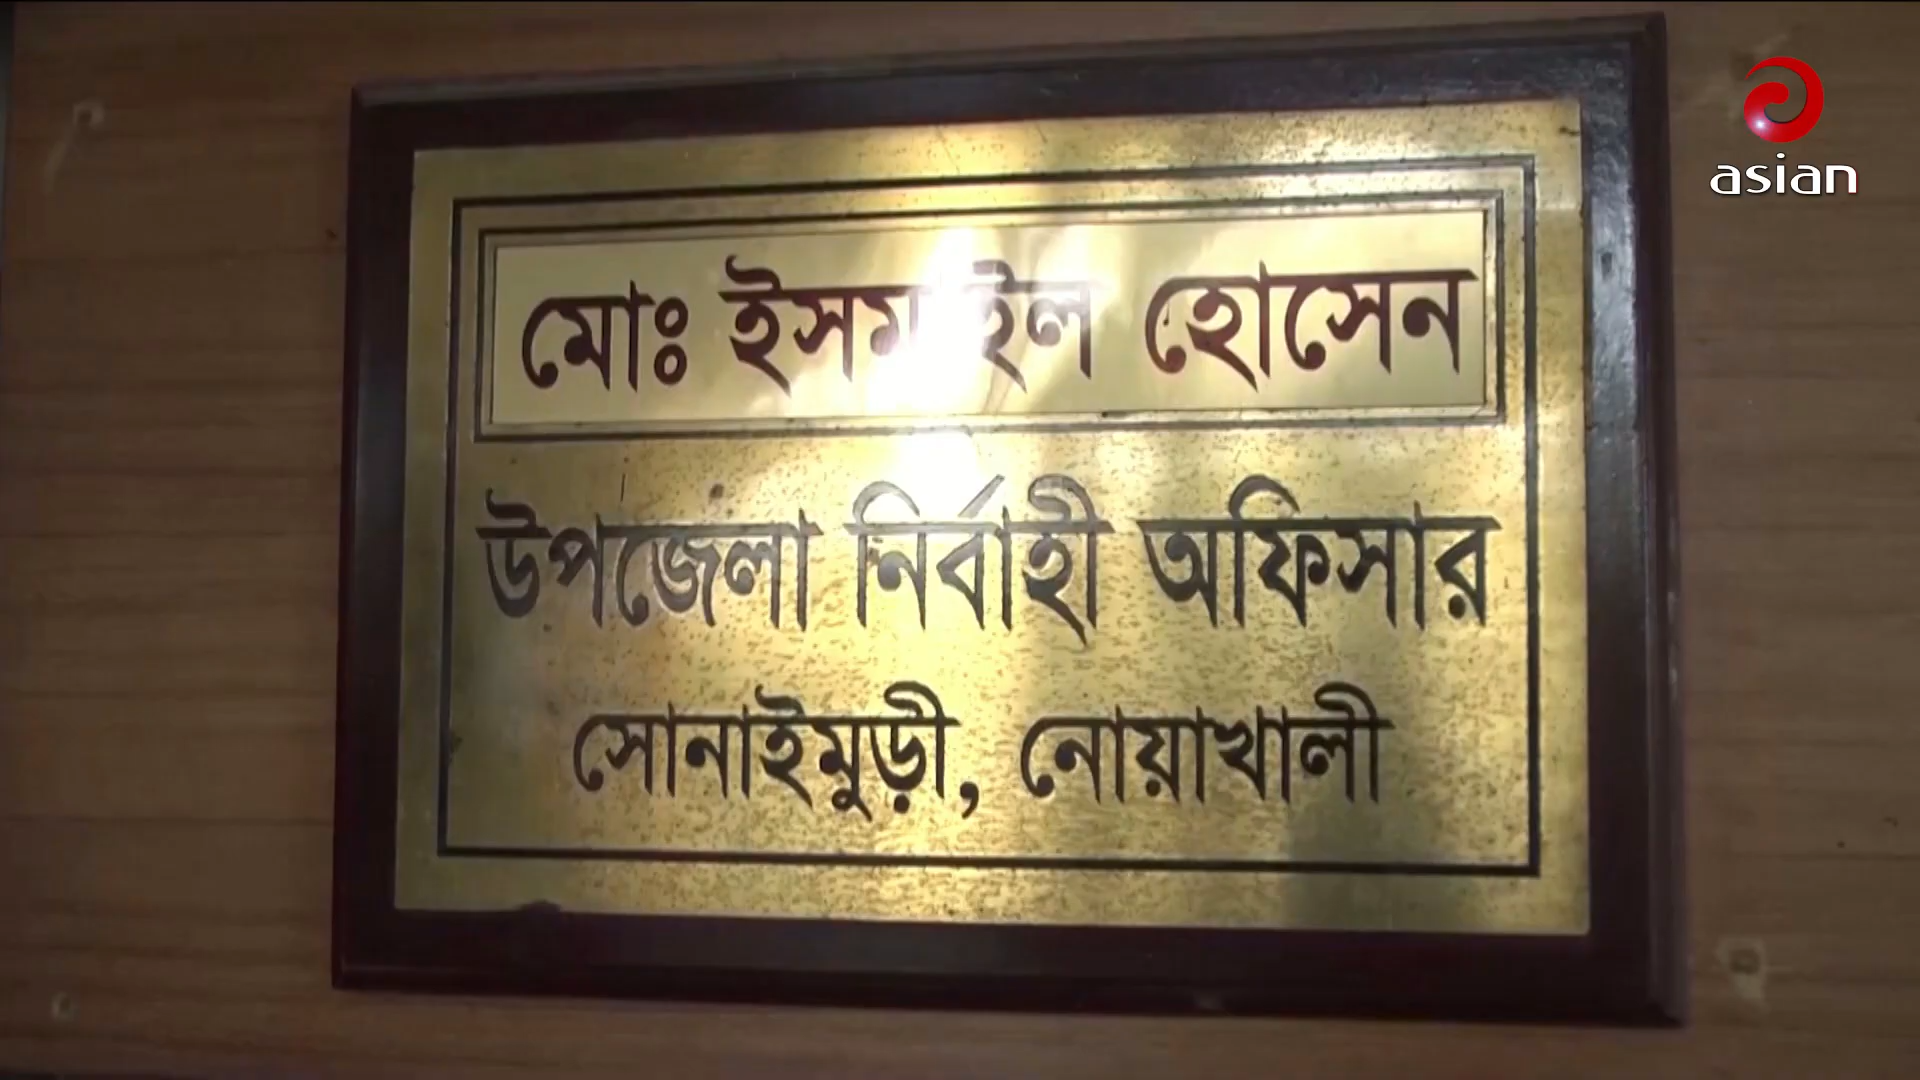 asian
মোঃ ইসমাইল হোসেন
উপজেলা নির্বাহী অফিসার
সোনাইমুড়ী, নোয়াখালী